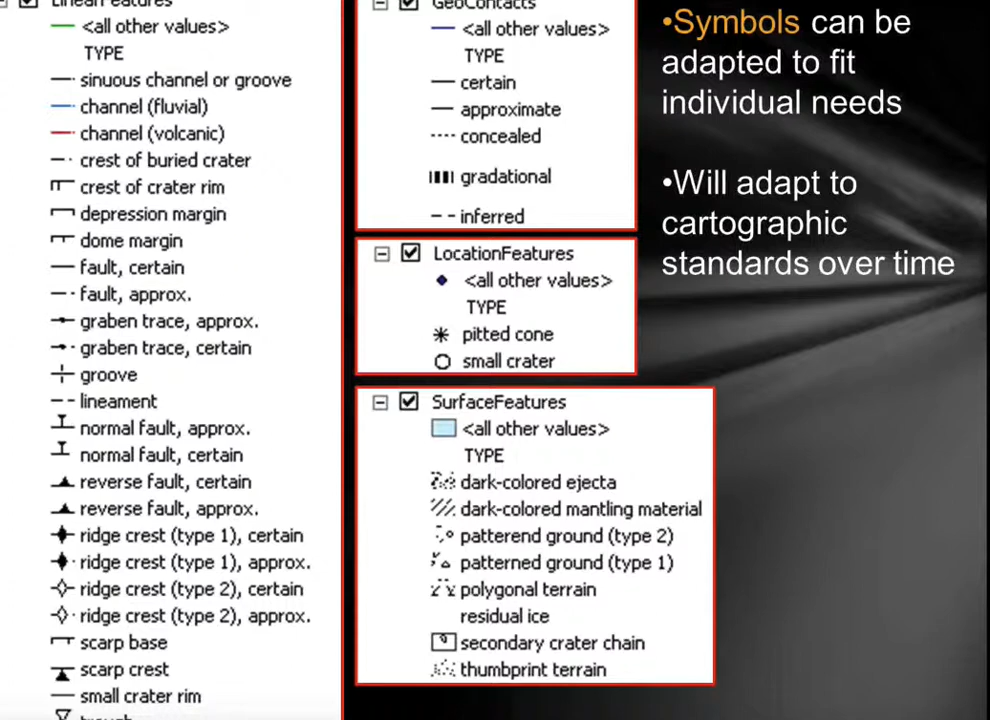 LinearFeatures
<all other values>
TYPE
sinuous channel or groove
channel (fluvial)
channel (volcanic)
crest of buried crater
crest of crater rim
depression margin
dome margin
fault, certain
fault, approx.
graben trace, approx.
graben trace, certain
groove
lineament
normal fault, approx.
normal fault, certain
reverse fault, certain
reverse fault, approx.
ridge crest (type 1), certain
ridge crest (type 1), approx.
ridge crest (type 2), certain
ridge crest (type 2), approx.
scarp base
scarp crest
small crater rim
trough
GeoContacts
<all other values>
TYPE
certain
approximate
concealed
gradational
inferred
LocationFeatures
<all other values>
TYPE
pitted cone
small crater
SurfaceFeatures
<all other values>
TYPE
dark-colored ejecta
dark-colored mantling material
patterend ground (type 2)
patterned ground (type 1)
polygonal terrain
residual ice
secondary crater chain
thumbprint terrain
•Symbols can be
adapted to fit
individual needs
•Will adapt to
cartographic
standards over time